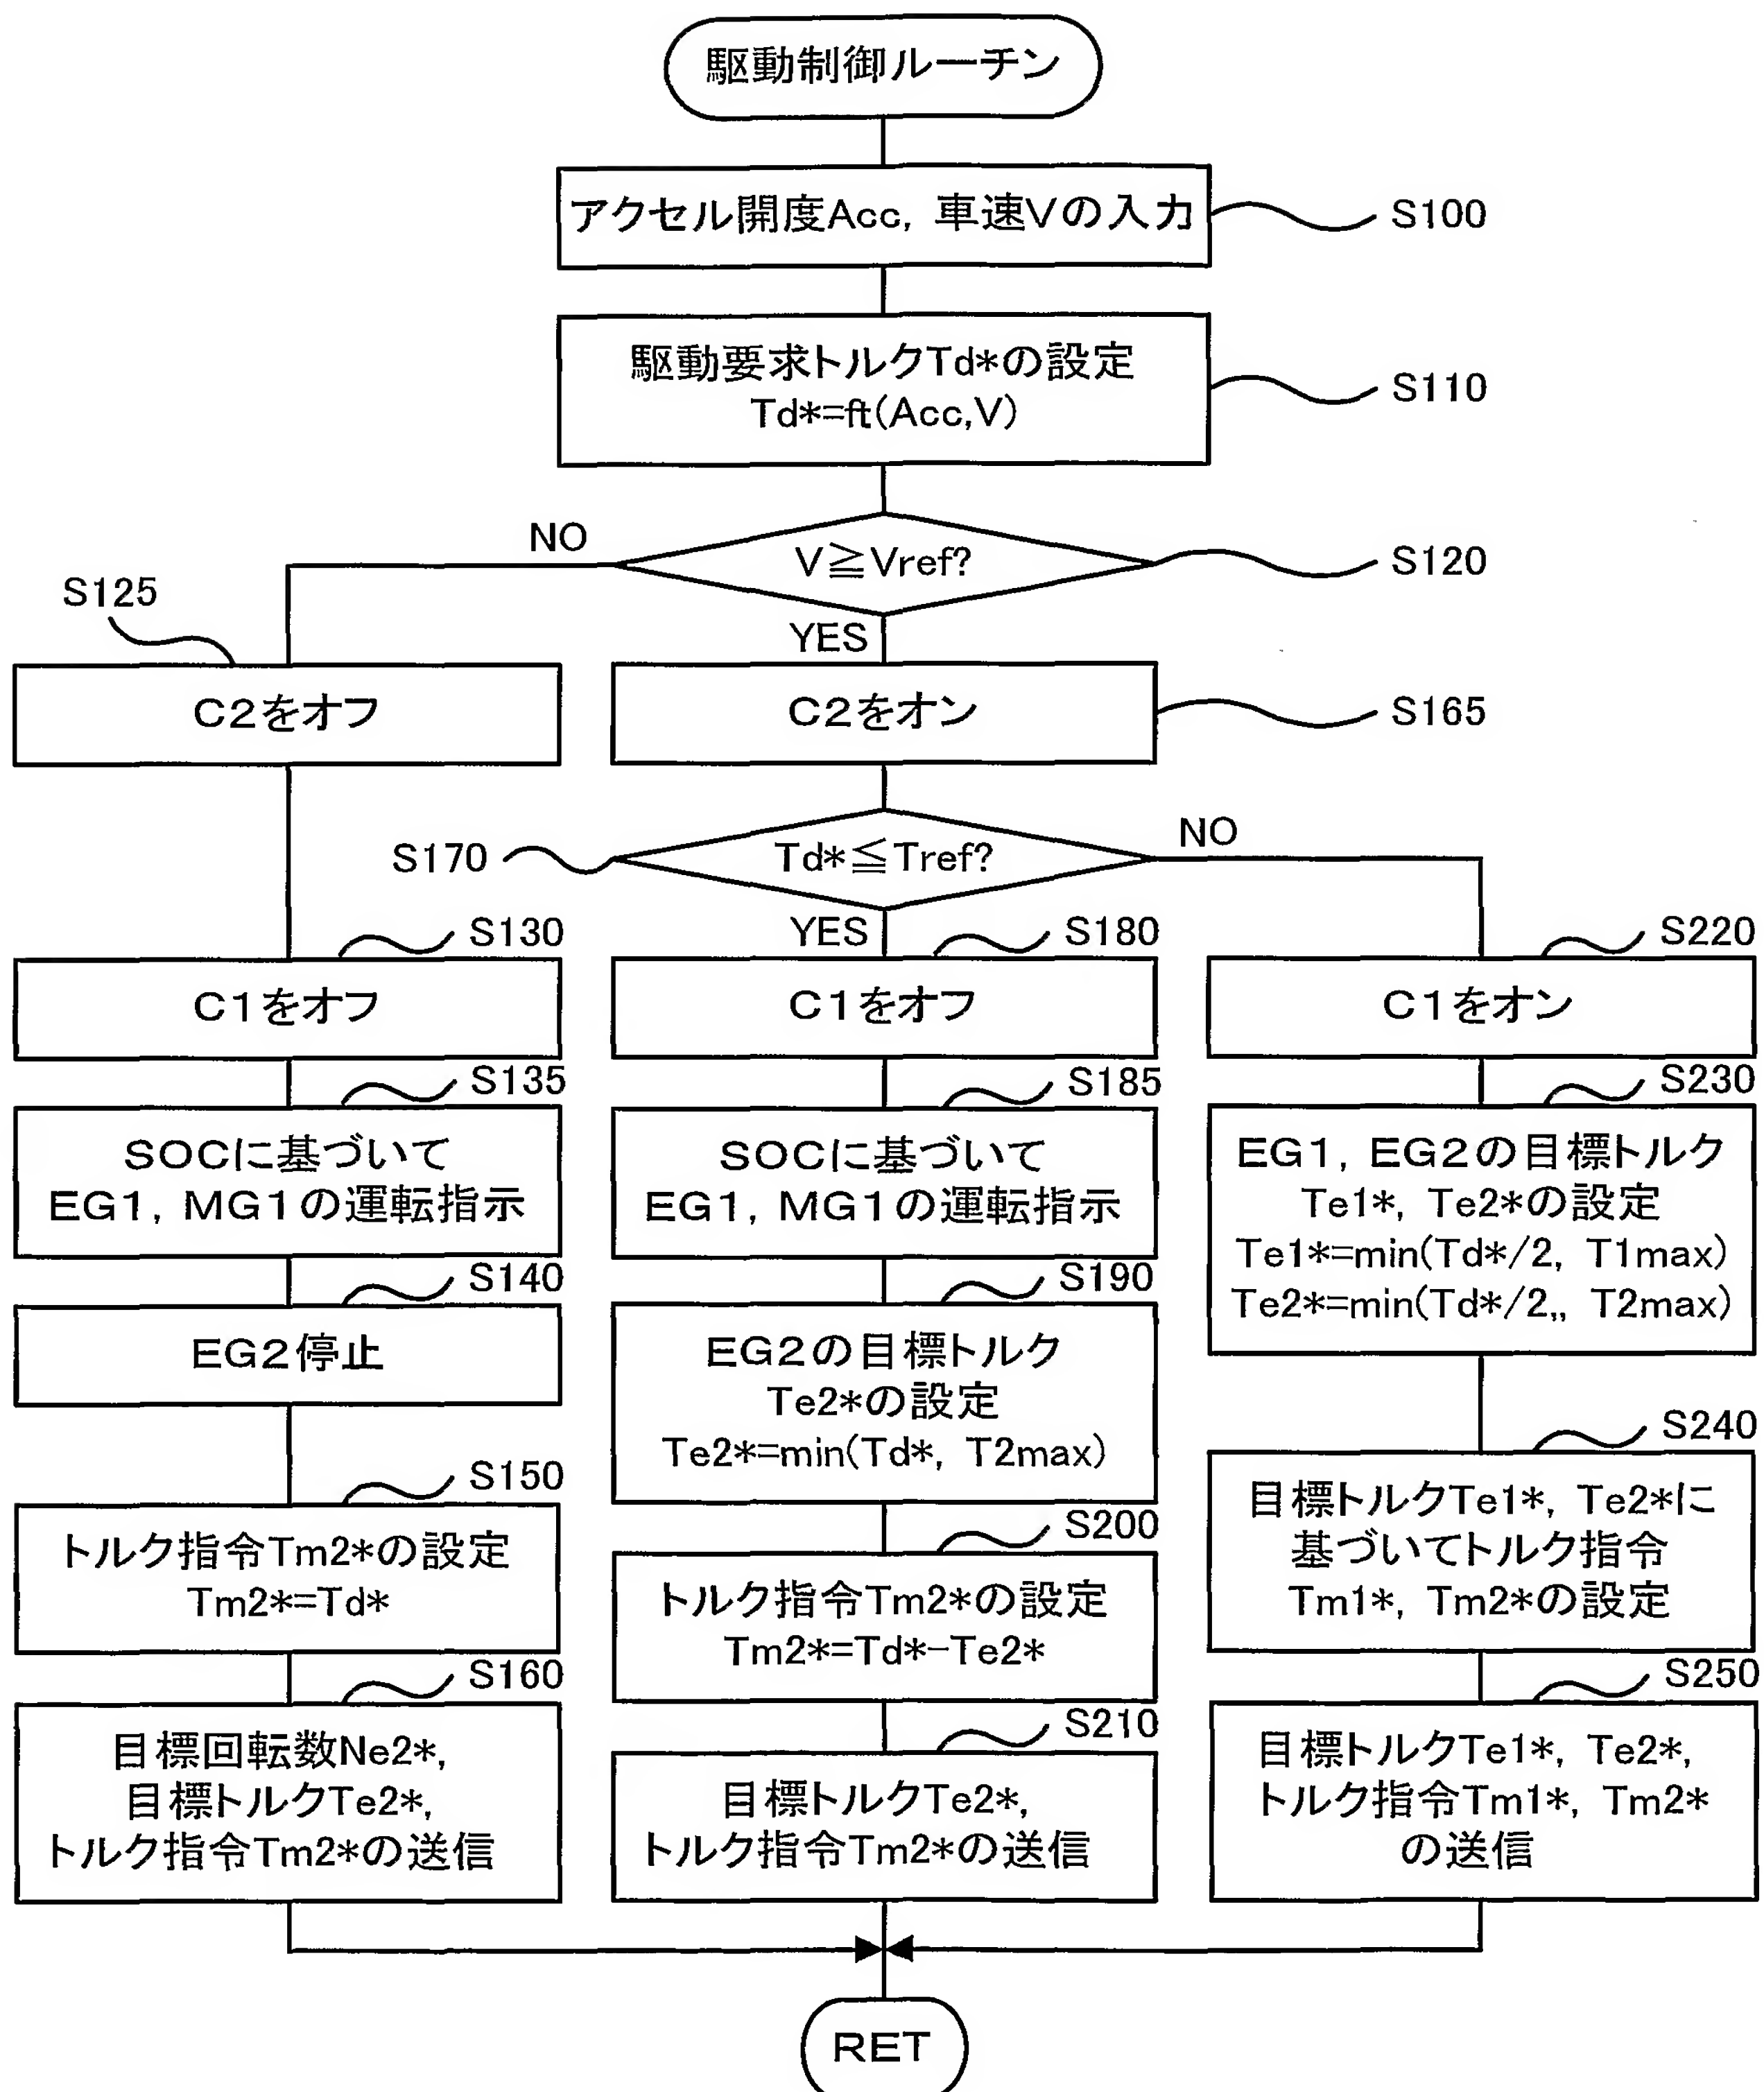 駆動制御ルーチン
アクセル開度Acc, 車速Vの入力
S100
駆動要求トルクTd*の設定
Td*=ft(Acc,V)
S110
NO
V≧Vref?
S120
S125
YES
C2をオフ
C2をオン
S165
S170
Td*≦Tref?
NO
YES
S130
C1をオフ
S135
SOCに基づいて
EG1, MG1の運転指示
S140
EG2停止
S150
トルク指令Tm2*の設定
Tm2*=Td*
S160
目標回転数Ne2*,
目標トルクTe2*,
トルク指令Tm2*の送信
S180
C1をオフ
S185
SOCに基づいて
EG1, MG1の運転指示
S190
EG2の目標トルク
Te2*の設定
Te2*=min(Td*, T2max)
S200
トルク指令Tm2*の設定
Tm2*=Td*-Te2*
S210
目標トルクTe2*,
トルク指令Tm2*の送信
S220
C1をオン
S230
EG1, EG2の目標トルク
Te1*, Te2*の設定
Te1*=min(Td*/2, T1max)
Te2*=min(Td*/2,, T2max)
S240
目標トルクTe1*, Te2*に
基づいてトルク指令
Tm1*, Tm2*の設定
S250
目標トルクTe1*, Te2*,
トルク指令Tm1*, Tm2*
の送信
RET